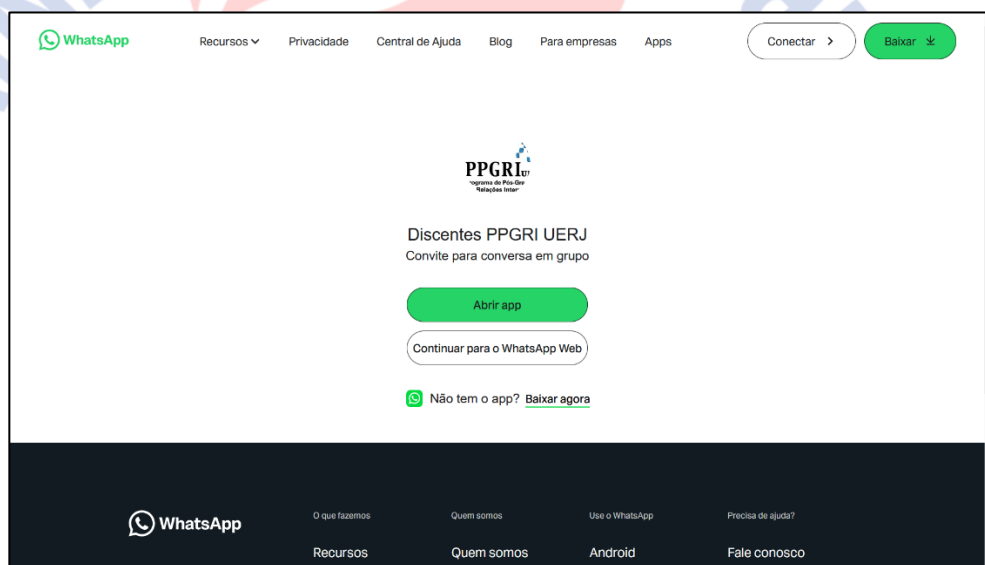 WhatsApp
Recursos
Privacidade
Central de Ajuda
Blog
Para empresas
Apps
Conectar
Baixar
PPGRI
Discentes PPGRI UERJ
Convite para conversa em grupo
Abrir app
Continuar para o WhatsApp Web
Não tem o app? Baixar agora
WhatsApp
O que fazemos
Quem somos
Use o WhatsApp
Precisa de ajuda?
Recursos
Quem somos
Android
Fale conosco